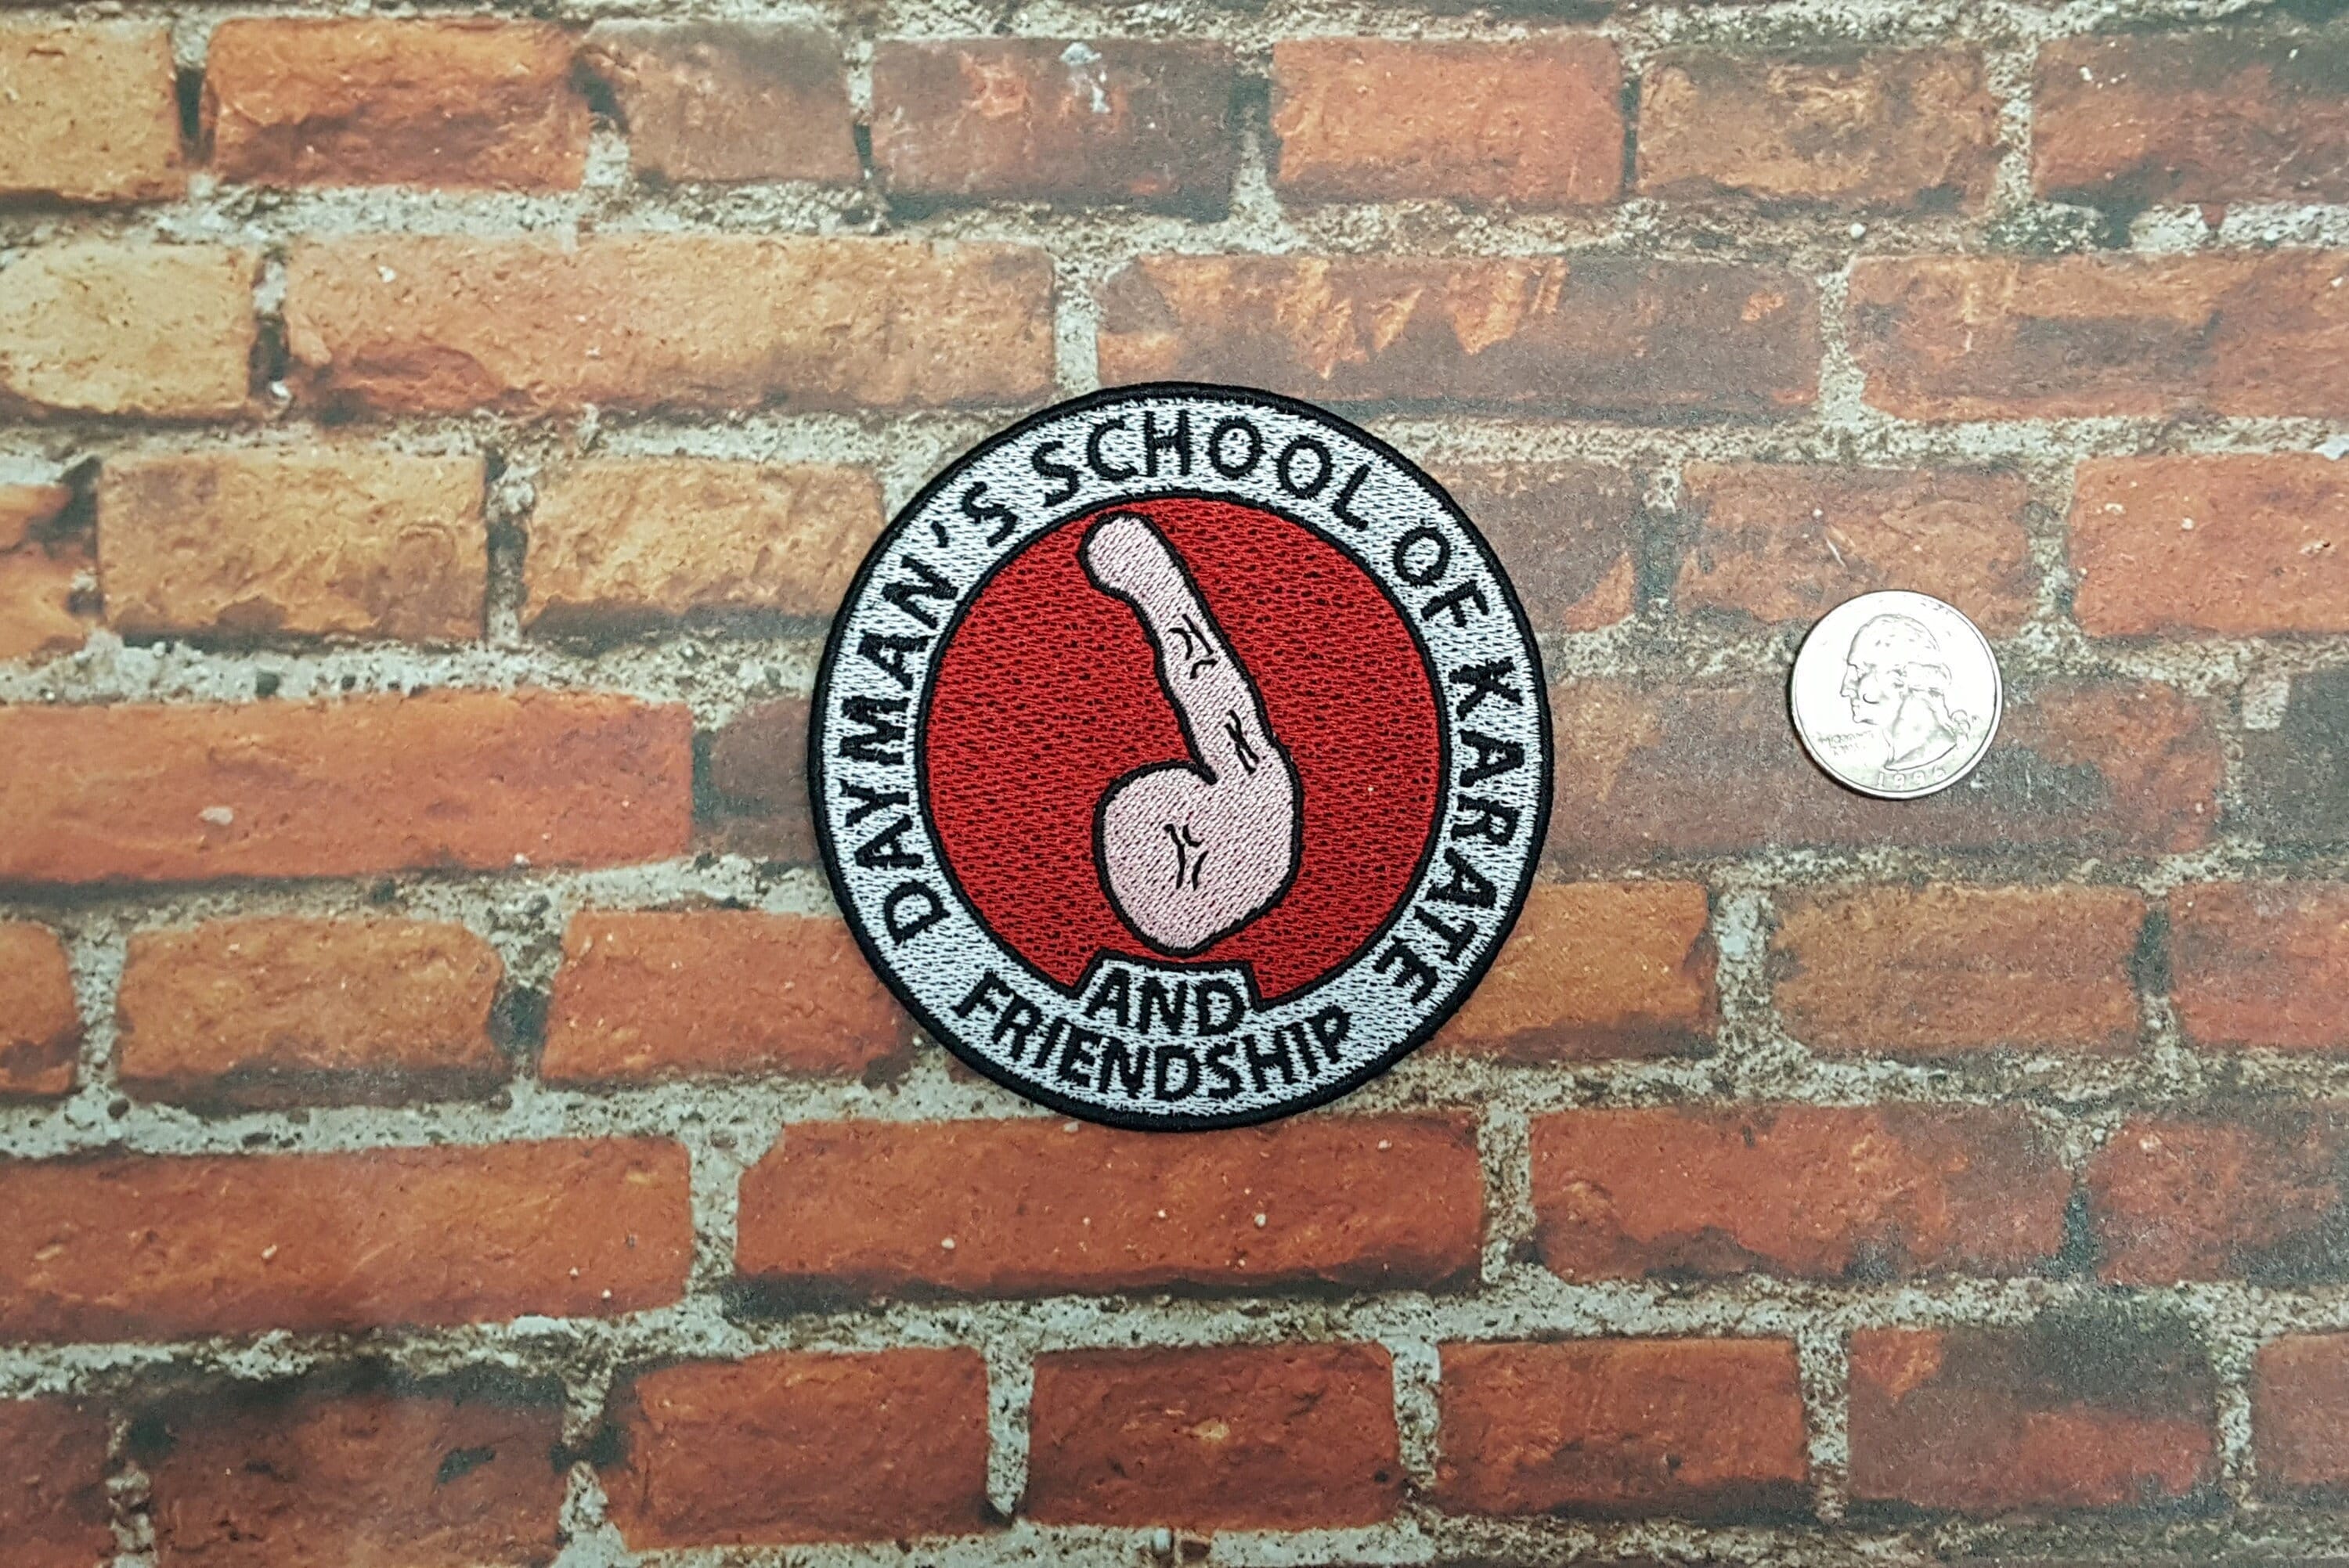 DAYMAN'S SCHOOL OF KARATE
AND
FRIENDSHIP